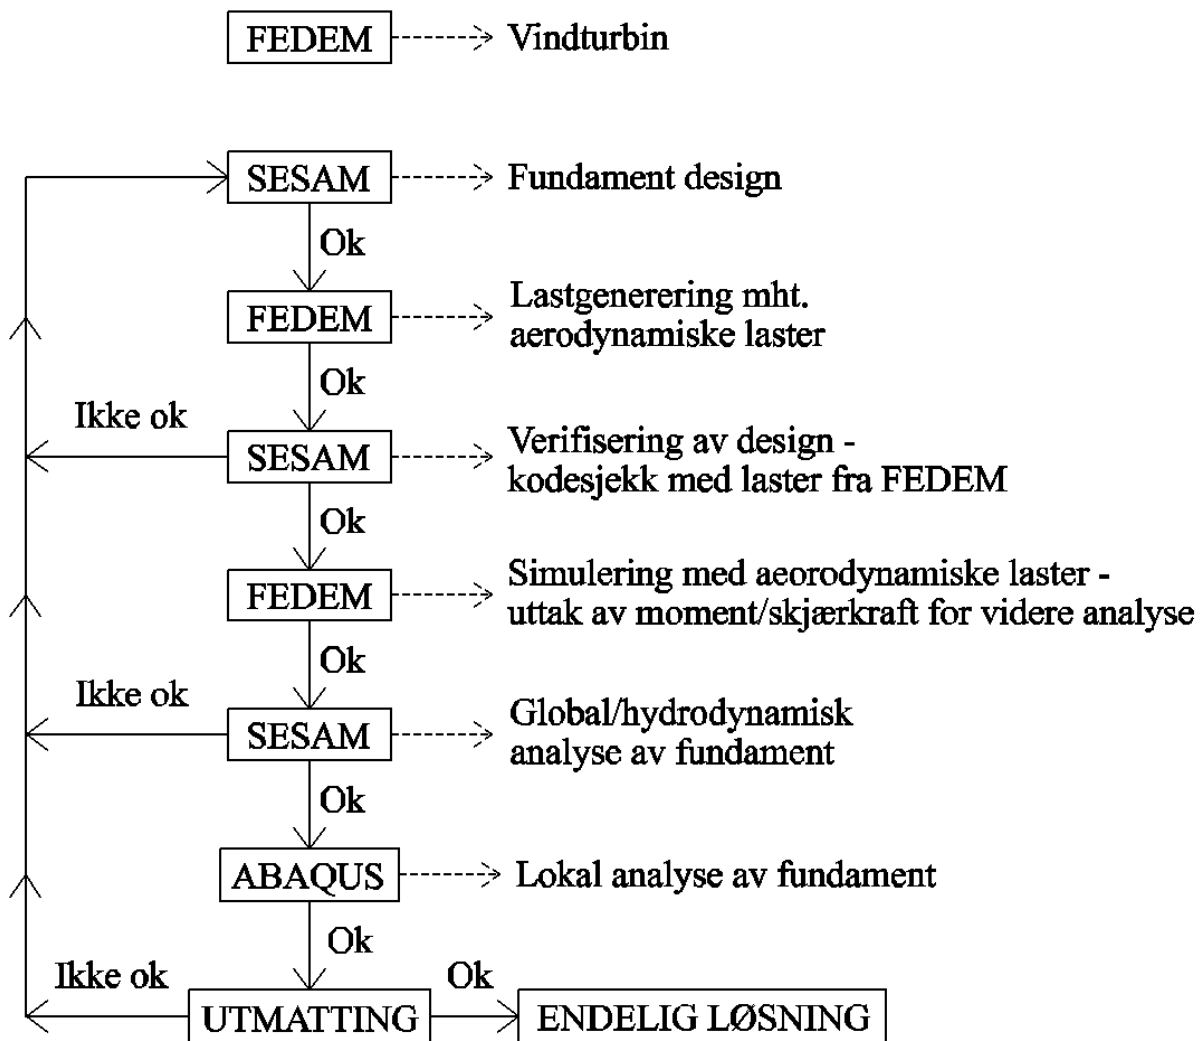 FEDEM
Vindturbin
SESAM
Fundament design
Ok
FEDEM
Lastgenerering mht.
aerodynamiske laster
Ok
Ikke ok
SESAM
Verifisering av design -
kodesjekk med laster fra FEDEM
Ok
FEDEM
Simulering med aeorodynamiske laster -
uttak av moment/skjærkraft for videre analyse
Ok
Ikke ok
SESAM
Global/hydrodynamisk
analyse av fundament
Ok
ABAQUS
Lokal analyse av fundament
Ok
Ikke ok
UTMATTING
Ok
ENDELIG LØSNING